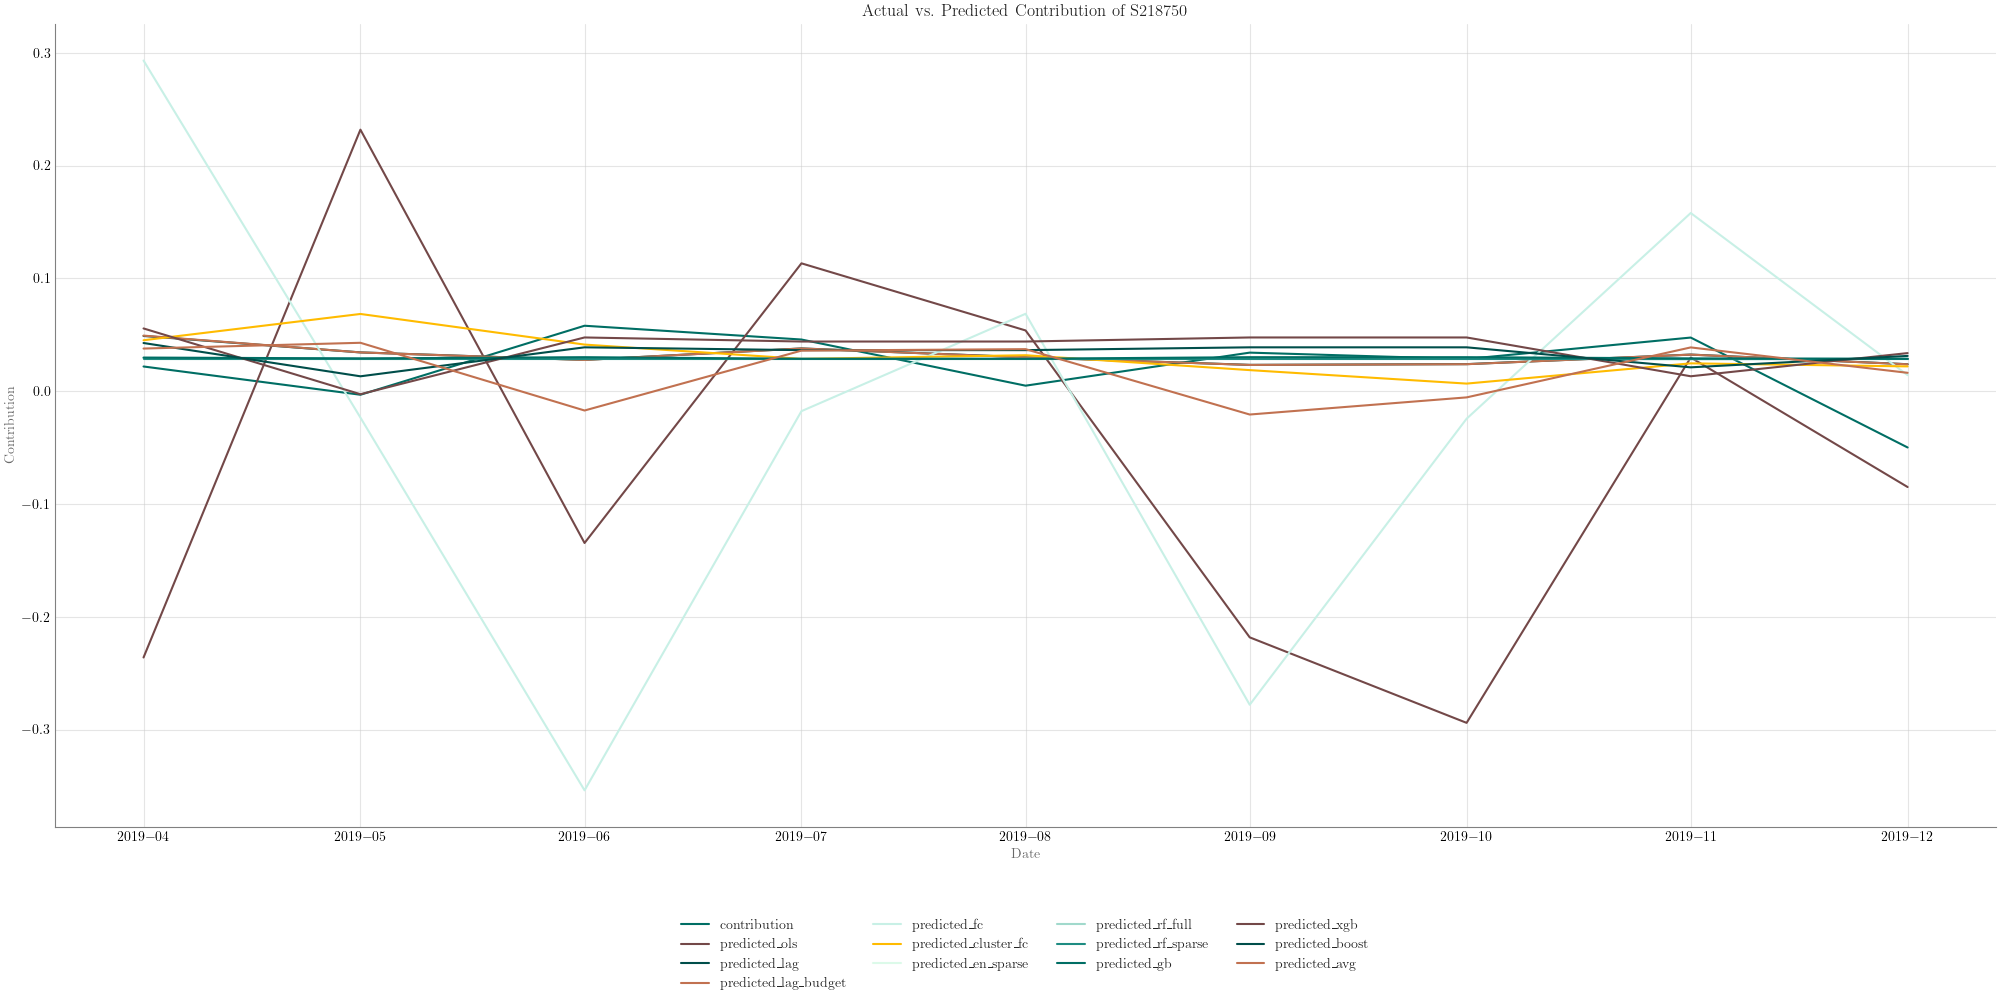 Actual vs. Predicted Contribution of S218750
0.3
0.2
0.1
0.0
−0.1
−0.2
−0.3
Contribution
2019−04 2019−05 2019−06 2019−07 2019−08 2019−09 2019−10 2019−11 2019−12
Date
contribution predicted_fc predicted_rf_full predicted_xgb
predicted_ols predicted_cluster_fc predicted_rf_sparse predicted_boost
predicted_lag predicted_en_sparse predicted_gb predicted_avg
predicted_lag_budget